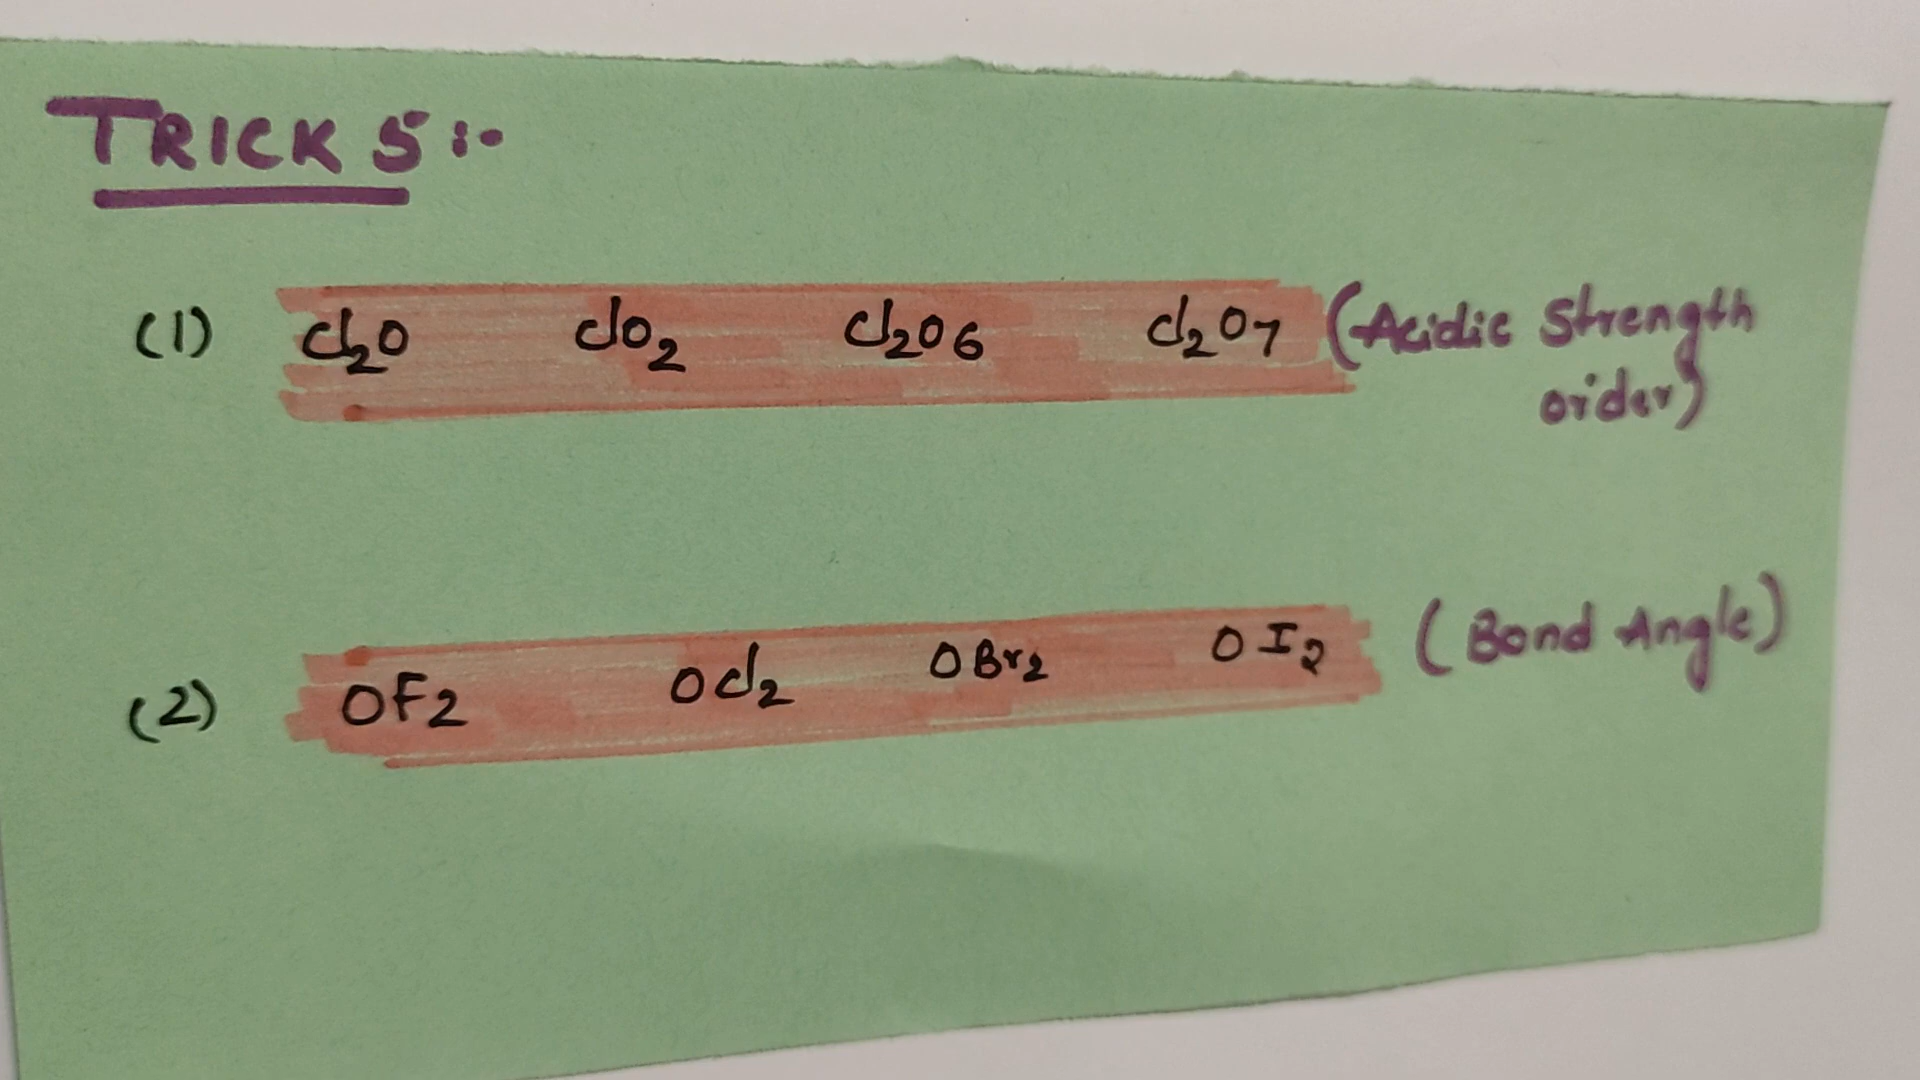 TRICK 5:-
(1) Cl₂O ClO₂ Cl₂O₆ Cl₂O₇ (Acidic Strength
order)
(2) OF₂ OCl₂ OBr₂ OI₂ (Bond Angle)